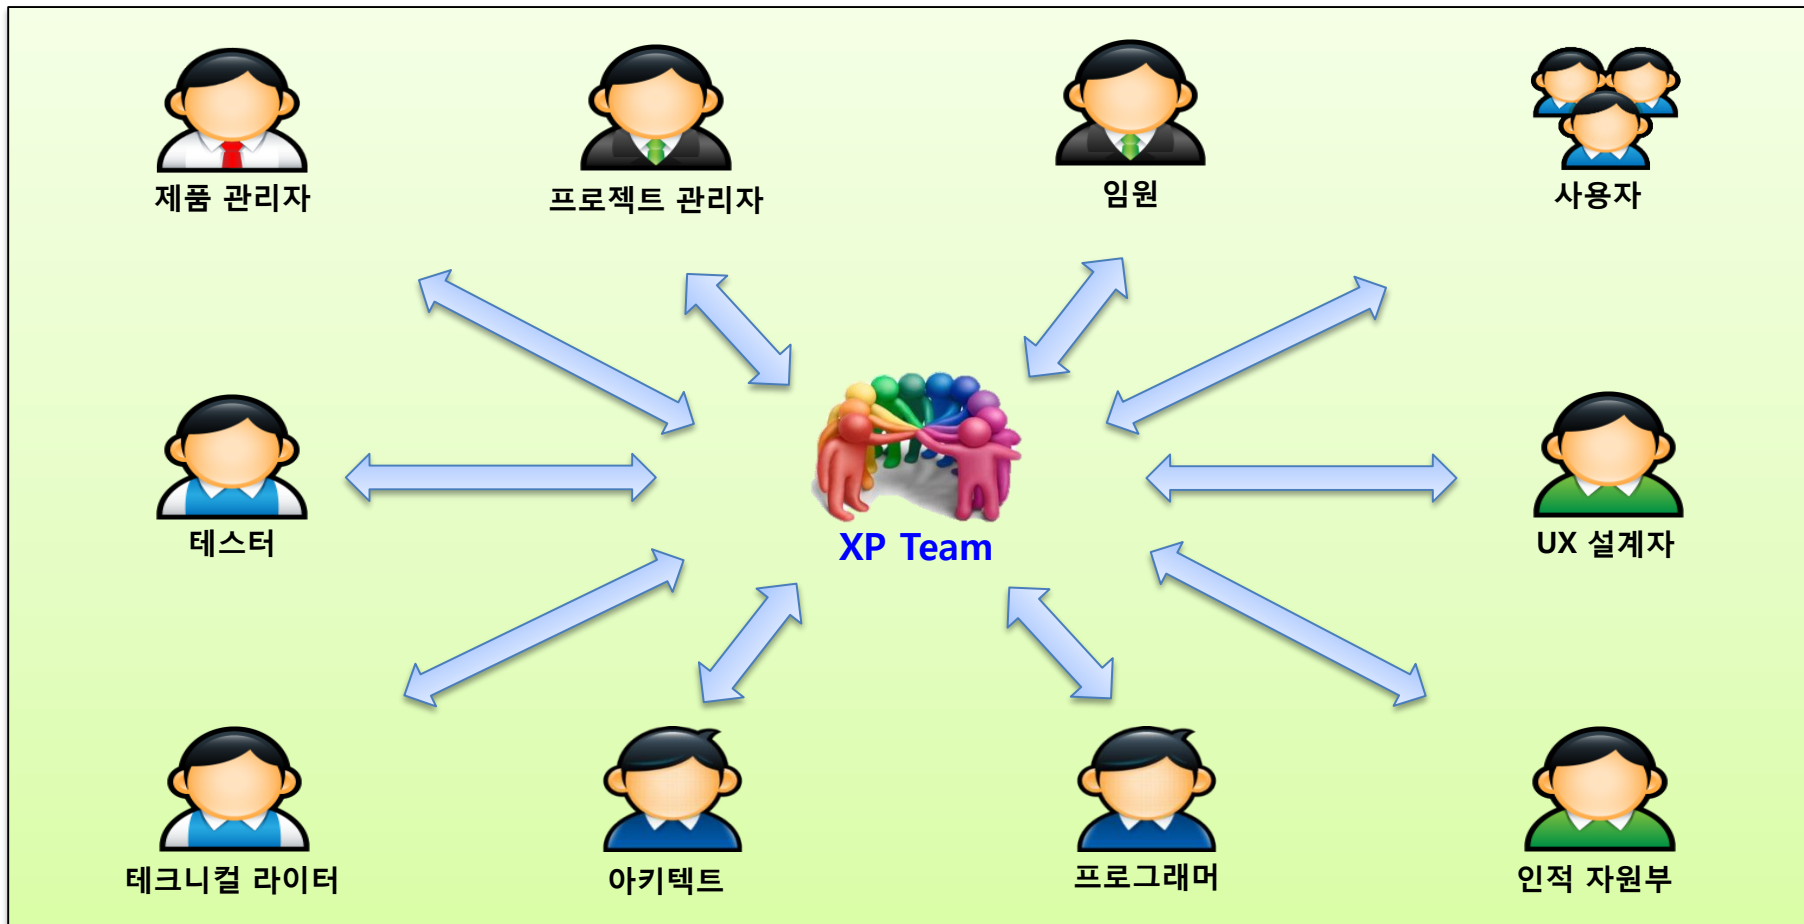 제품 관리자
프로젝트 관리자
임원
사용자
테스터
XP Team
UX 설계자
테크니컬 라이터
아키텍트
프로그래머
인적 자원부